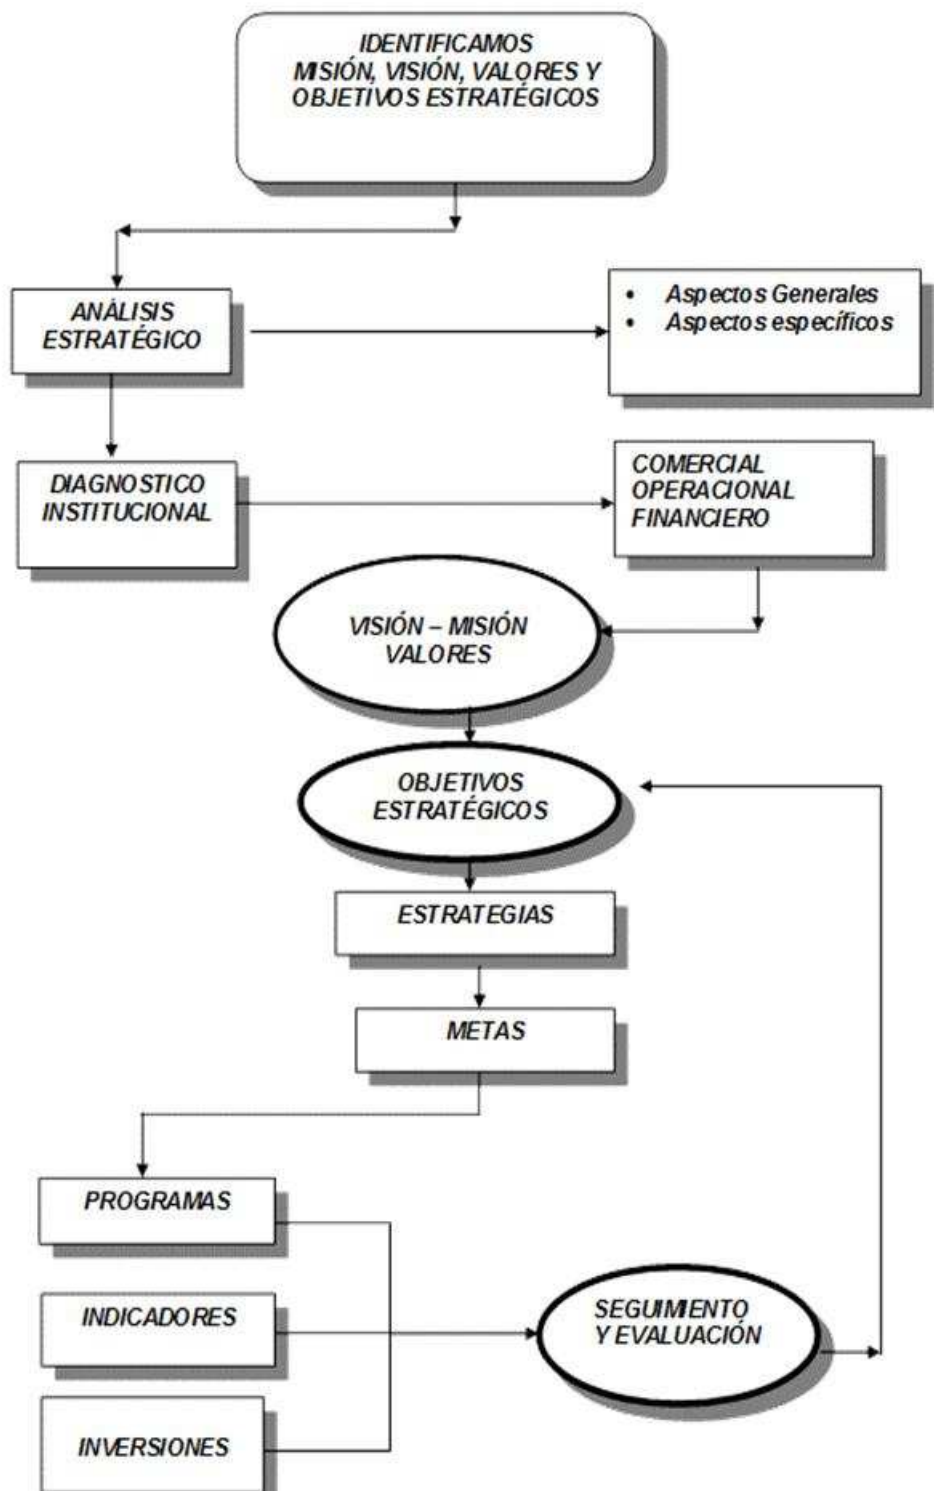 IDENTIFICAMOS
MISIÓN, VISIÓN, VALORES Y
OBJETIVOS ESTRATÉGICOS
ANÁLISIS
ESTRATÉGICO
• Aspectos Generales
• Aspectos específicos
DIAGNOSTICO
INSTITUCIONAL
COMERCIAL
OPERACIONAL
FINANCIERO
VISIÓN – MISIÓN
VALORES
OBJETIVOS
ESTRATÉGICOS
ESTRATEGIAS
METAS
PROGRAMAS
INDICADORES
SEGUIMIENTO
Y EVALUACIÓN
INVERSIONES